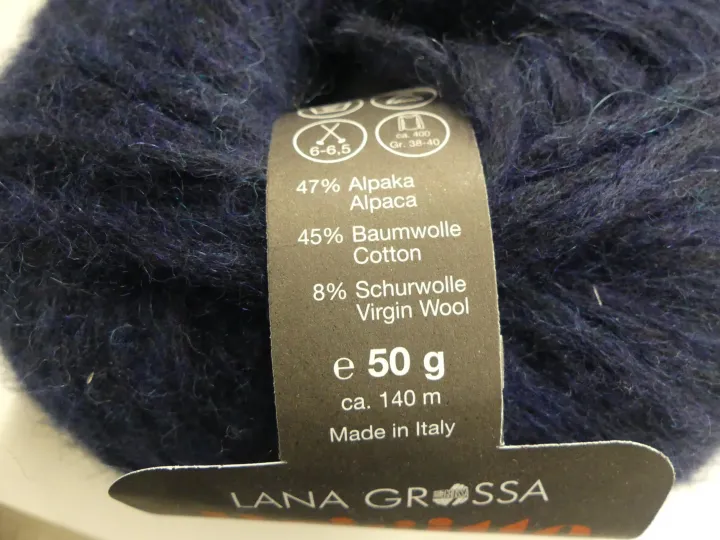 6-6,5
ca. 400
Gr. 38-40
47% Alpaka
Alpaca
45% Baumwolle
Cotton
8% Schurwolle
Virgin Wool
e 50 g
ca. 140 m
Made in Italy
LANA GROSSA